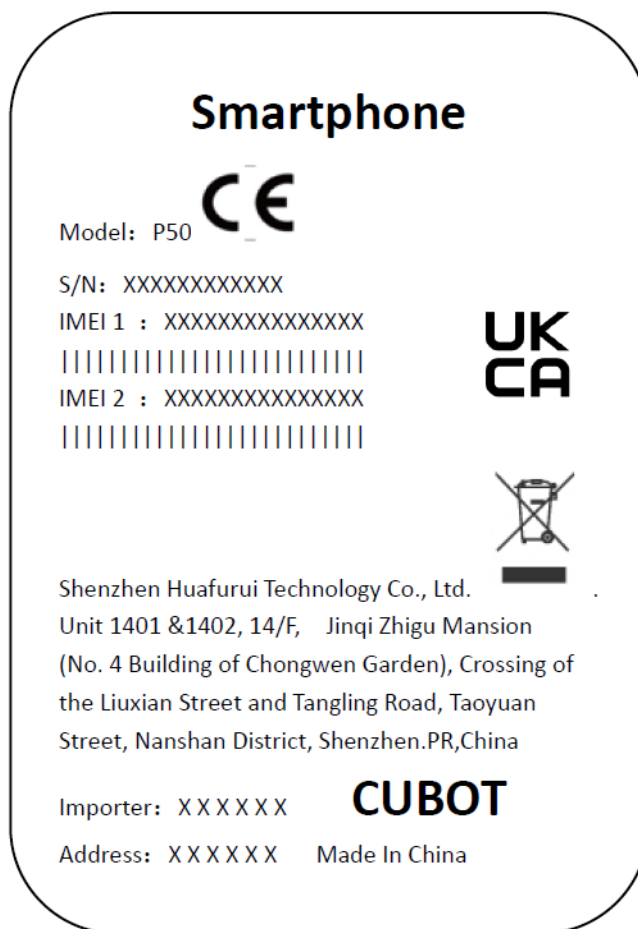 Smartphone
CE
Model：P50
S/N：XXXXXXXXXXXX
IMEI 1 ：XXXXXXXXXXXXXXX
UK
CA
IMEI 2 ：XXXXXXXXXXXXXXX
Shenzhen Huafurui Technology Co., Ltd. .
Unit 1401 &1402, 14/F, Jinqi Zhigu Mansion
(No. 4 Building of Chongwen Garden), Crossing of
the Liuxian Street and Tangling Road, Taoyuan
Street, Nanshan District, Shenzhen.PR,China
Importer：X X X X X X CUBOT
Address：X X X X X X Made In China